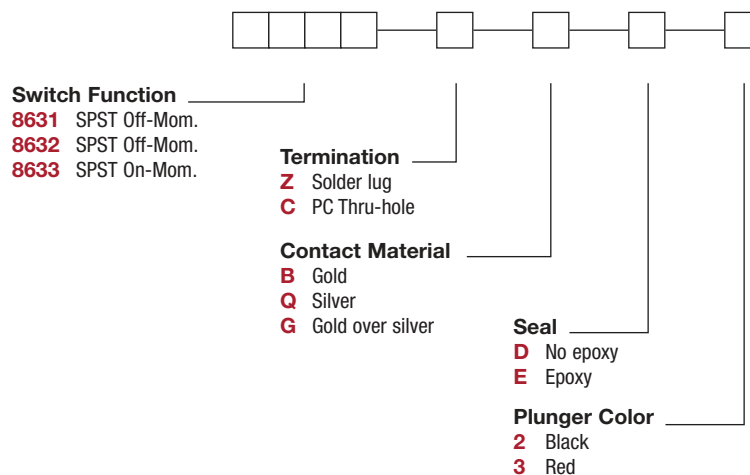 Switch Function
8631 SPST Off-Mom.
8632 SPST Off-Mom.
8633 SPST On-Mom.
Termination
Z Solder lug
C PC Thru-hole
Contact Material
B Gold
Q Silver
G Gold over silver
Seal
D No epoxy
E Epoxy
Plunger Color
2 Black
3 Red